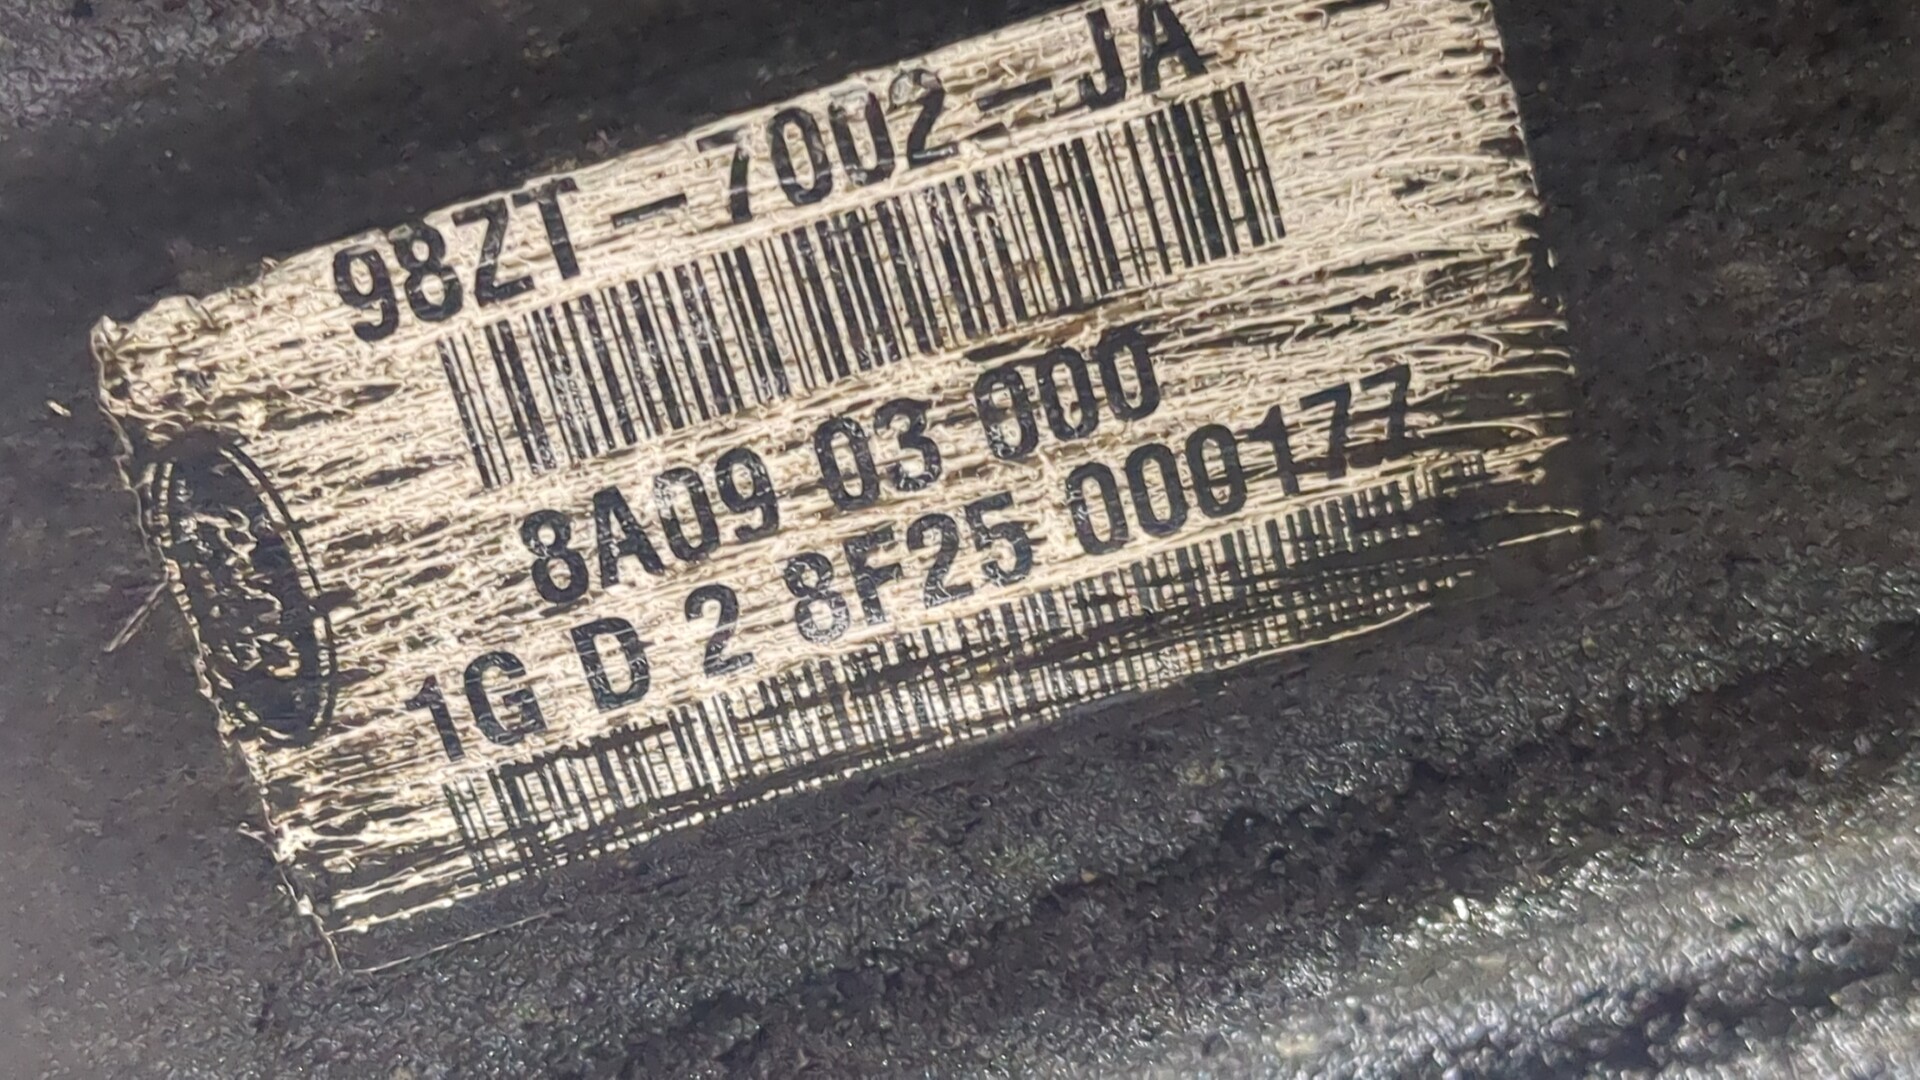 98ZT-7002-JA
8A09 03 000
1G D 2 8F25 000177